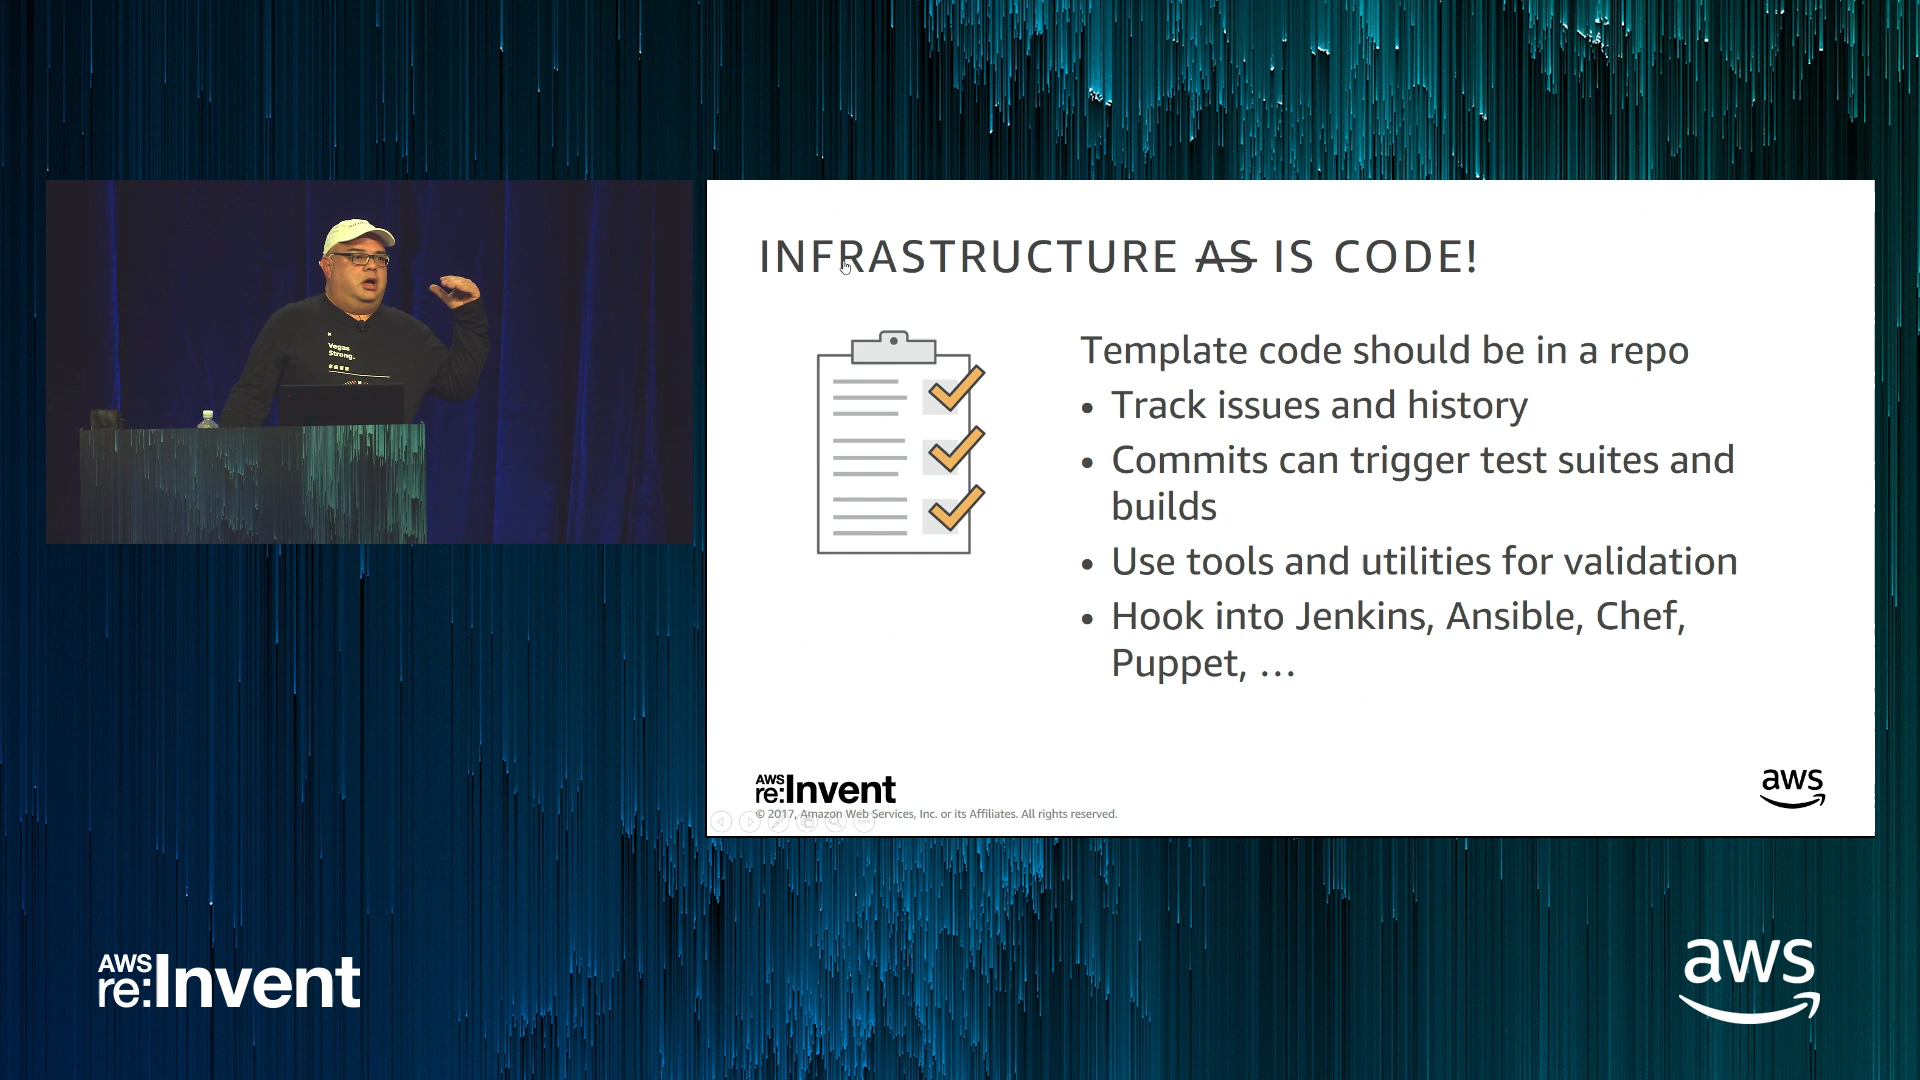 Vegas
Strong.
INFRASTRUCTURE AS IS CODE!
Template code should be in a repo
• Track issues and history
• Commits can trigger test suites and
builds
• Use tools and utilities for validation
• Hook into Jenkins, Ansible, Chef,
Puppet, …
AWS
re:Invent
© 2017, Amazon Web Services, Inc. or its Affiliates. All rights reserved.
aws
AWS
re:Invent
aws